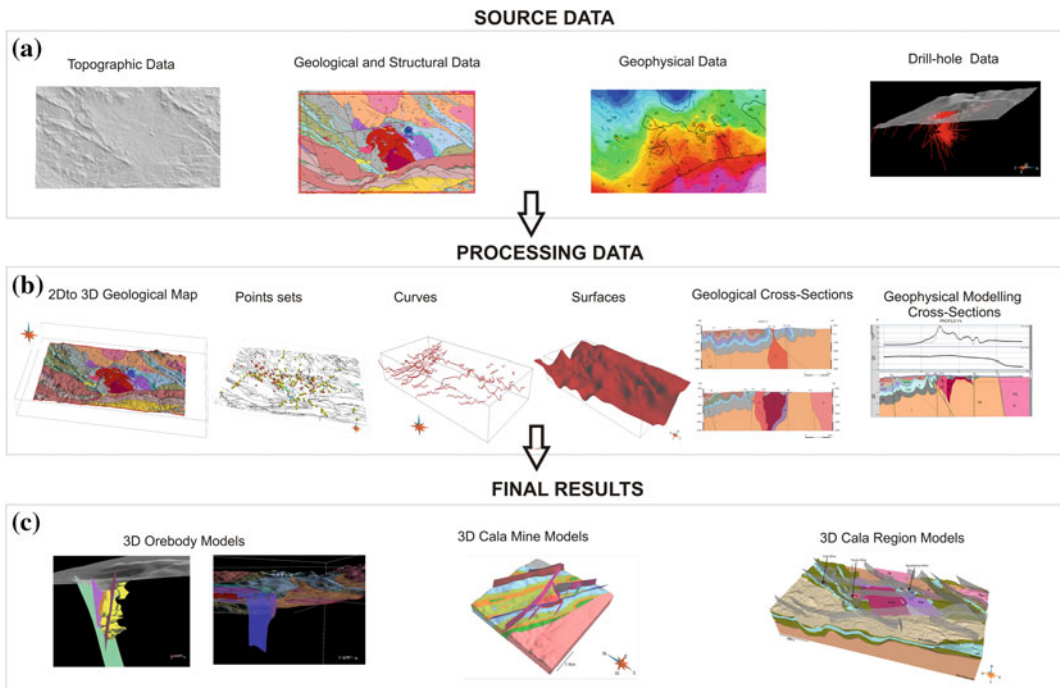 SOURCE DATA
(a)
Topographic Data
Geological and Structural Data
Geophysical Data
Drill-hole Data
PROCESSING DATA
(b)
2Dto 3D Geological Map
Points sets
Curves
Surfaces
Geological Cross-Sections
Geophysical Modelling
Cross-Sections
FINAL RESULTS
(c)
3D Orebody Models
3D Cala Mine Models
3D Cala Region Models